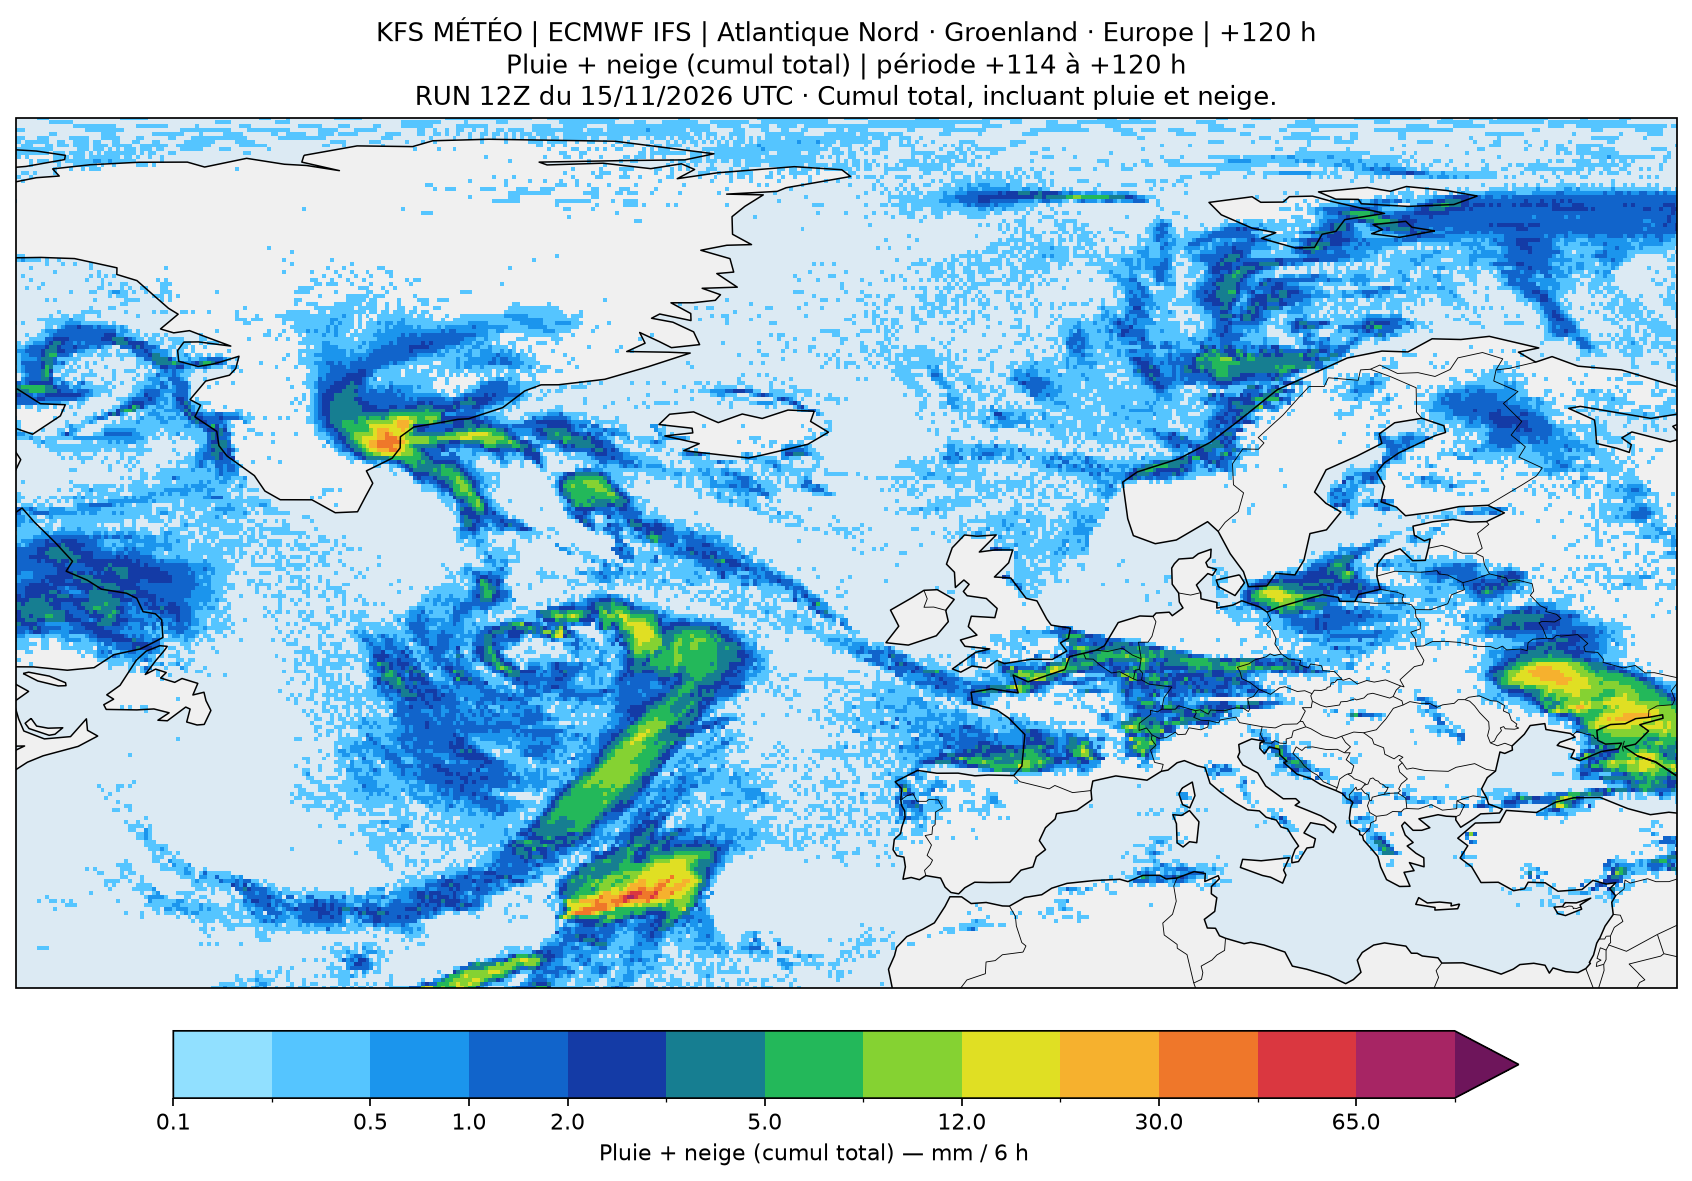 KFS MÉTÉO | ECMWF IFS | Atlantique Nord · Groenland · Europe | +120 h
Pluie + neige (cumul total) | période +114 à +120 h
RUN 12Z du 15/11/2026 UTC · Cumul total, incluant pluie et neige.
0.1 0.5 1.0 2.0 5.0 12.0 30.0 65.0
Pluie + neige (cumul total) — mm / 6 h